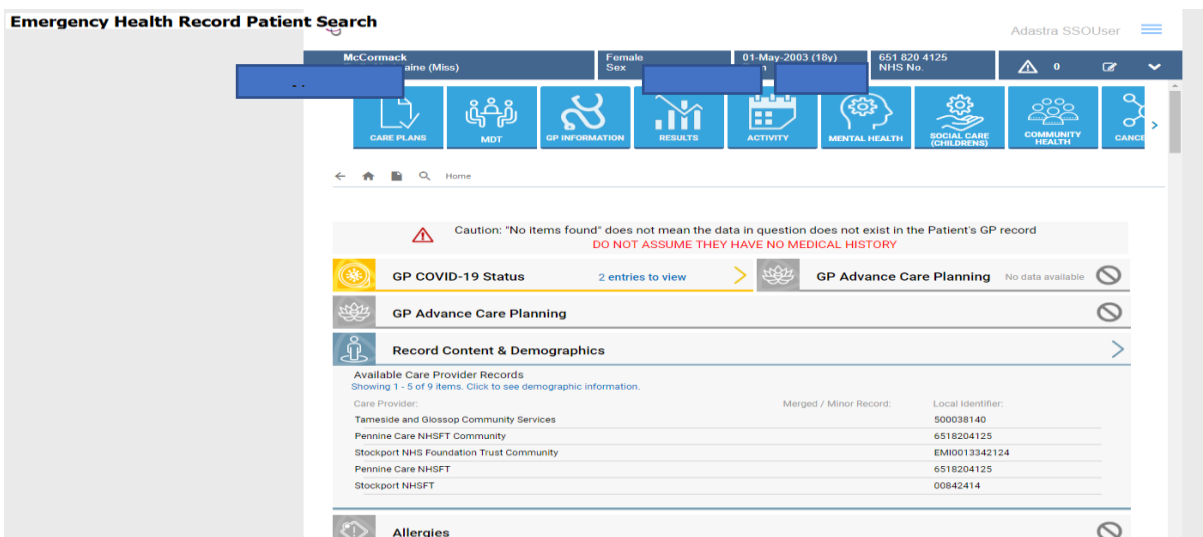 Emergency Health Record Patient Search
Adastra SSOUser
McCormack Female 01-May-2003 (18y) 651 820 4125
aine (Miss) Sex NHS No. 0
CARE PLANS MDT GP INFORMATION RESULTS ACTIVITY MENTAL HEALTH SOCIAL CARE (CHILDRENS) COMMUNITY HEALTH CANCE
Home
Caution: "No items found" does not mean the data in question does not exist in the Patient's GP record
DO NOT ASSUME THEY HAVE NO MEDICAL HISTORY
GP COVID-19 Status 2 entries to view GP Advance Care Planning No data available
GP Advance Care Planning
Record Content & Demographics
Available Care Provider Records
Showing 1 - 5 of 9 items. Click to see demographic information.
Care Provider: Merged / Minor Record: Local Identifier:
Tameside and Glossop Community Services 500038140
Pennine Care NHSFT Community 6518204125
Stockport NHS Foundation Trust Community EMI0013342124
Pennine Care NHSFT 6518204125
Stockport NHSFT 00842414
Allergies